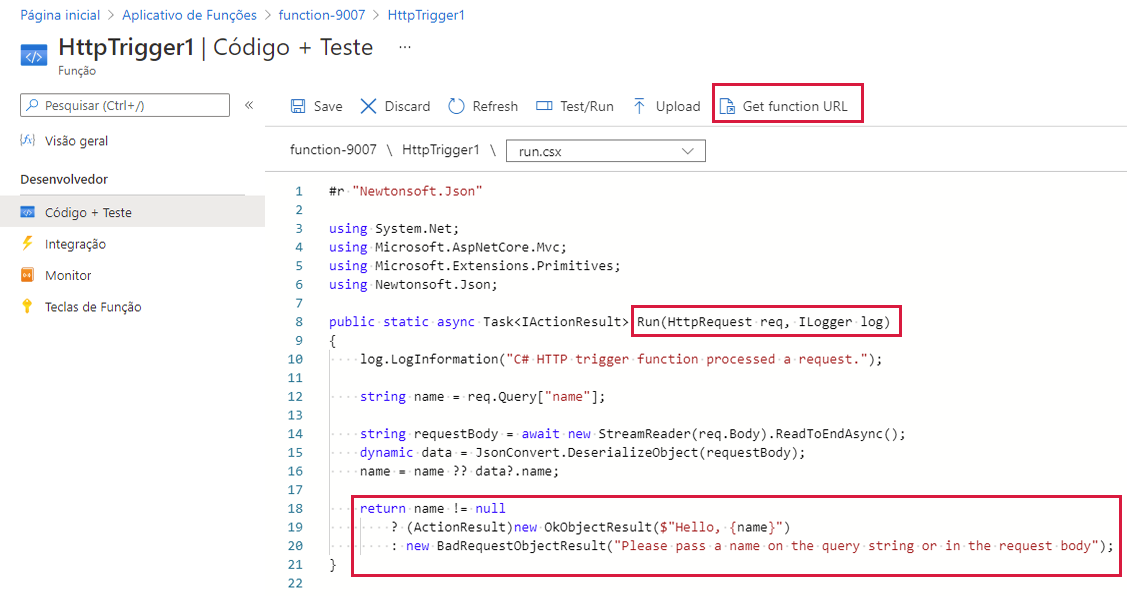 Página inicial > Aplicativo de Funções > function-9007 > HttpTrigger1
HttpTrigger1 | Código + Teste ...
Função
Pesquisar (Ctrl+/) «
Visão geral
Desenvolvedor
Código + Teste
Integração
Monitor
Teclas de Função
Save Discard Refresh Test/Run Upload Get function URL
function-9007 \ HttpTrigger1 \ run.csx
1 #r "Newtonsoft.Json"
2
3 using System.Net;
4 using Microsoft.AspNetCore.Mvc;
5 using Microsoft.Extensions.Primitives;
6 using Newtonsoft.Json;
7
8 public static async Task<IActionResult> Run(HttpRequest req, ILogger log)
9 {
10     log.LogInformation("C# HTTP trigger function processed a request.");
11
12     string name = req.Query["name"];
13
14     string requestBody = await new StreamReader(req.Body).ReadToEndAsync();
15     dynamic data = JsonConvert.DeserializeObject(requestBody);
16     name = name ?? data?.name;
17
18     return name != null
19         ? (ActionResult)new OkObjectResult($"Hello, {name}")
20         : new BadRequestObjectResult("Please pass a name on the query string or in the request body");
21 }
22